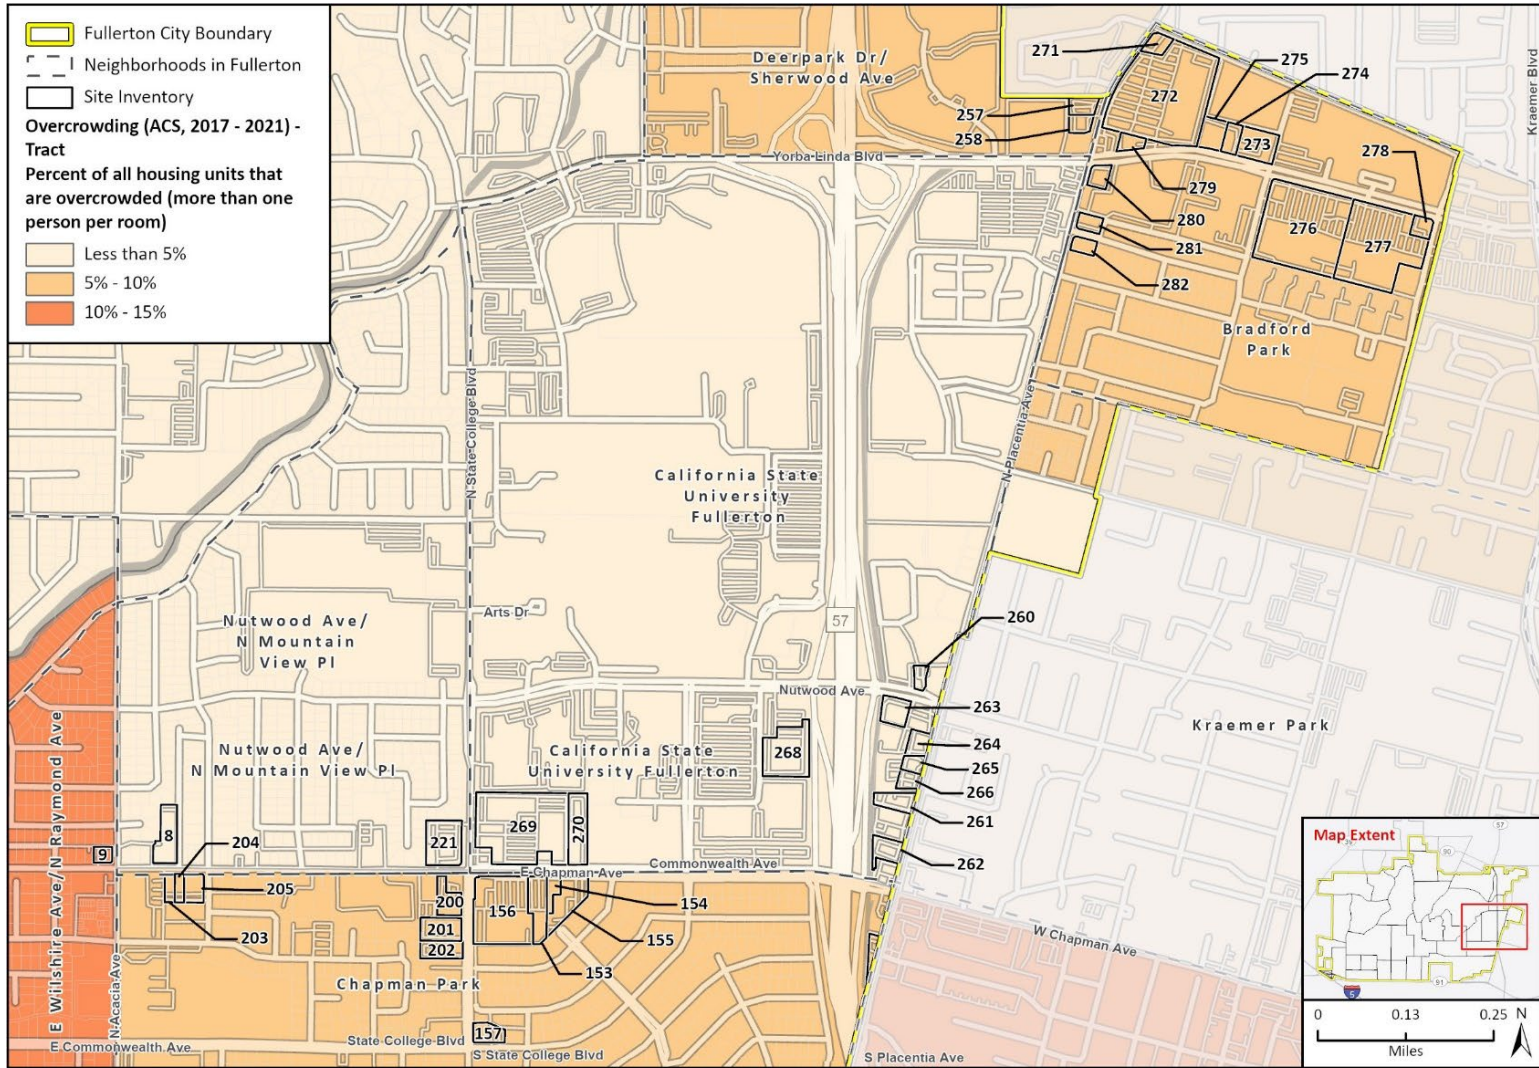 Fullerton City Boundary
Neighborhoods in Fullerton
Site Inventory
Overcrowding (ACS, 2017 - 2021) -
Tract
Percent of all housing units that
are overcrowded (more than one
person per room)
Less than 5%
5% - 10%
10% - 15%
Deerpark Dr/
Sherwood Ave
271
272
275
274
257
258
273
278
Yorba Linda Blvd
279
280
281
282
276
277
Bradford
Park
Kraemer Blvd
N State College Blvd
N Placentia Ave
California State
University
Fullerton
57
Arts Dr
Nutwood Ave/
N Mountain
View Pl
260
Nutwood Ave
263
264
265
266
261
262
Kraemer Park
Nutwood Ave/
N Mountain View Pl
California State
University Fullerton
268
E Wilshire Ave/N Raymond Ave
8
9
204
221
269
270
Commonwealth Ave
E Chapman Ave
205
203
200
201
202
156
154
155
153
W Chapman Ave
Chapman Park
N Acacia Ave
157
State College Blvd
S State College Blvd
E Commonwealth Ave
S Placentia Ave
Map Extent
57
90
91
5
0 0.13 0.25
Miles
N